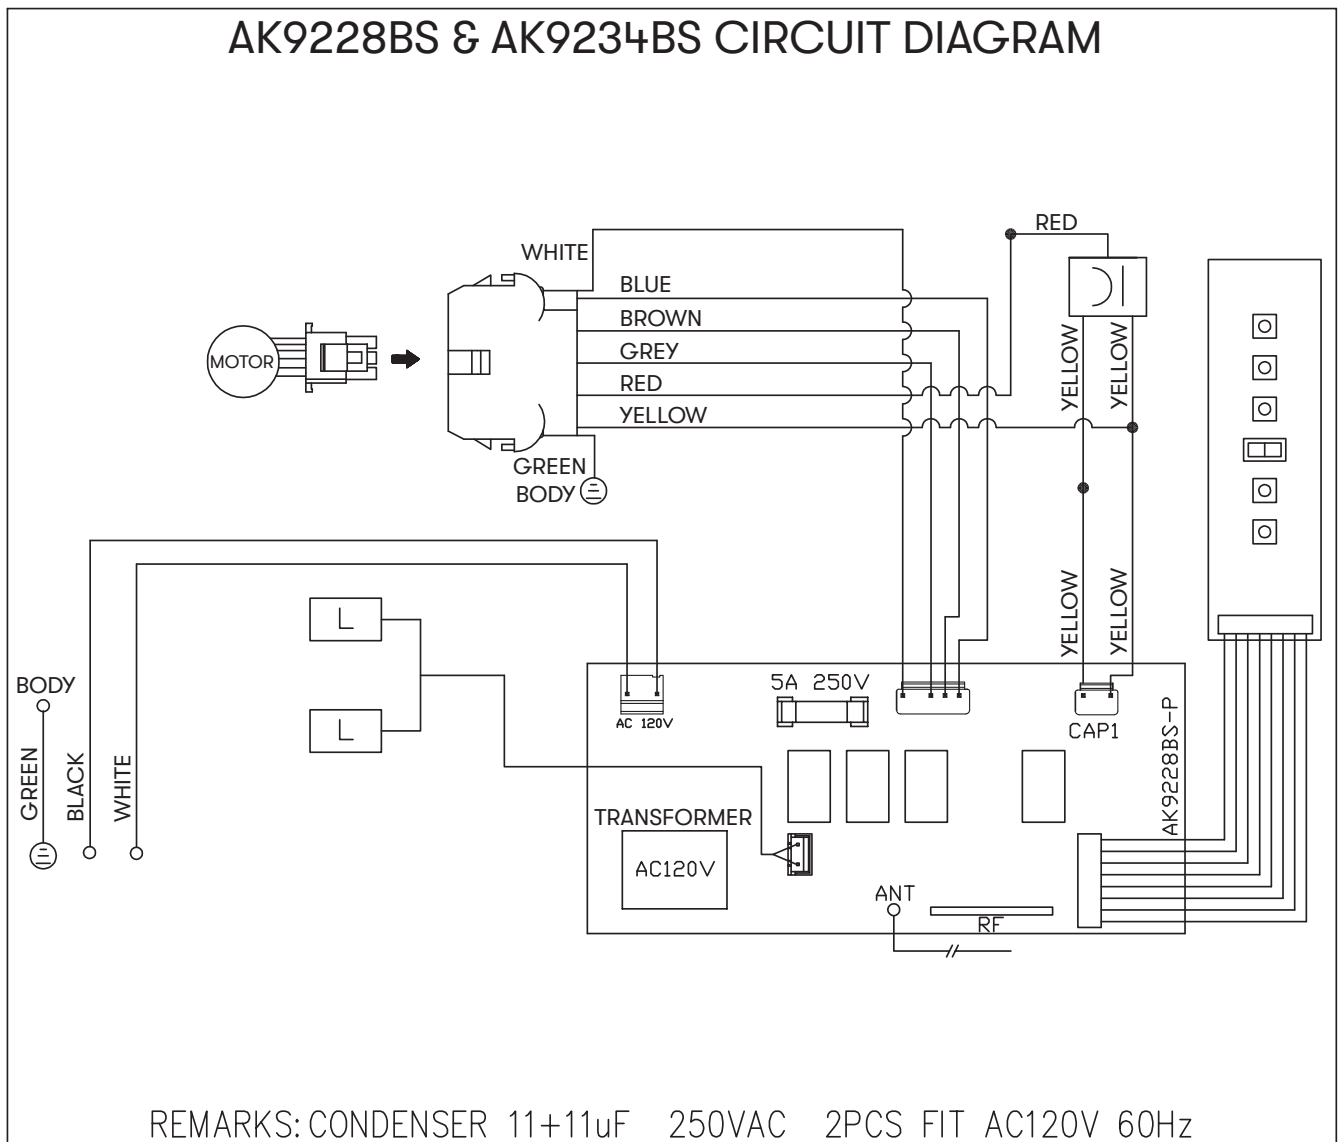 AK9228BS & AK9234BS CIRCUIT DIAGRAM
RED
WHITE
BLUE
BROWN
GREY
RED
YELLOW
MOTOR
GREEN
BODY
YELLOW
YELLOW
YELLOW
YELLOW
L
L
BODY
GREEN
BLACK
WHITE
AC 120V
5A 250V
CAP1
AK9228BS-P
TRANSFORMER
AC120V
ANT
RF
REMARKS: CONDENSER 11+11uF 250VAC 2PCS FIT AC120V 60Hz